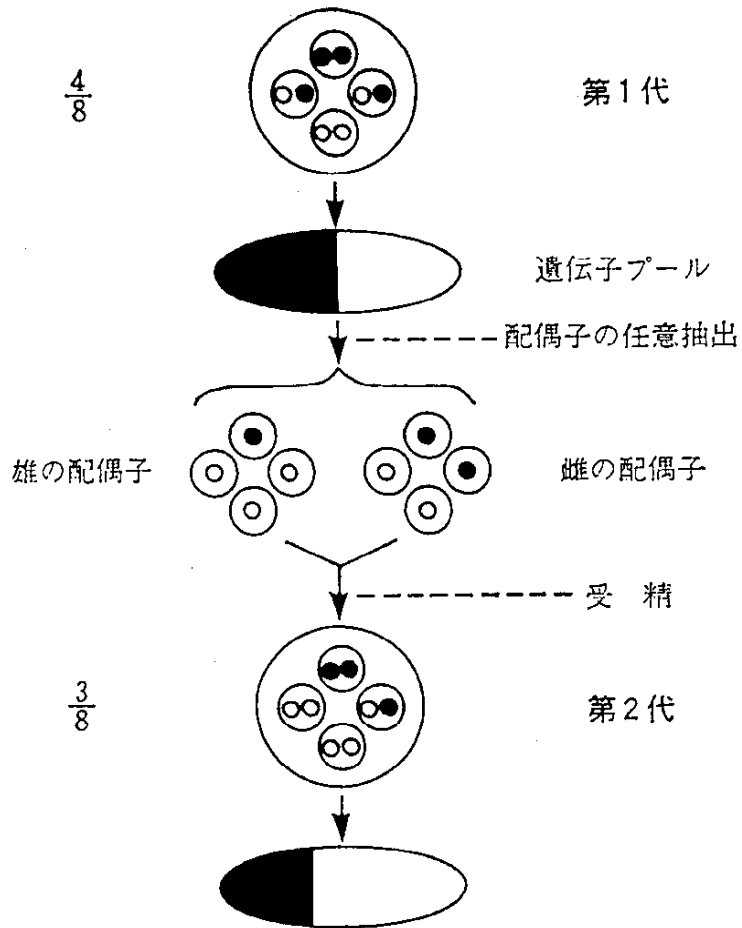 4/8
第1代
遺伝子プール
配偶子の任意抽出
雄の配偶子
雌の配偶子
受 精
3/8
第2代